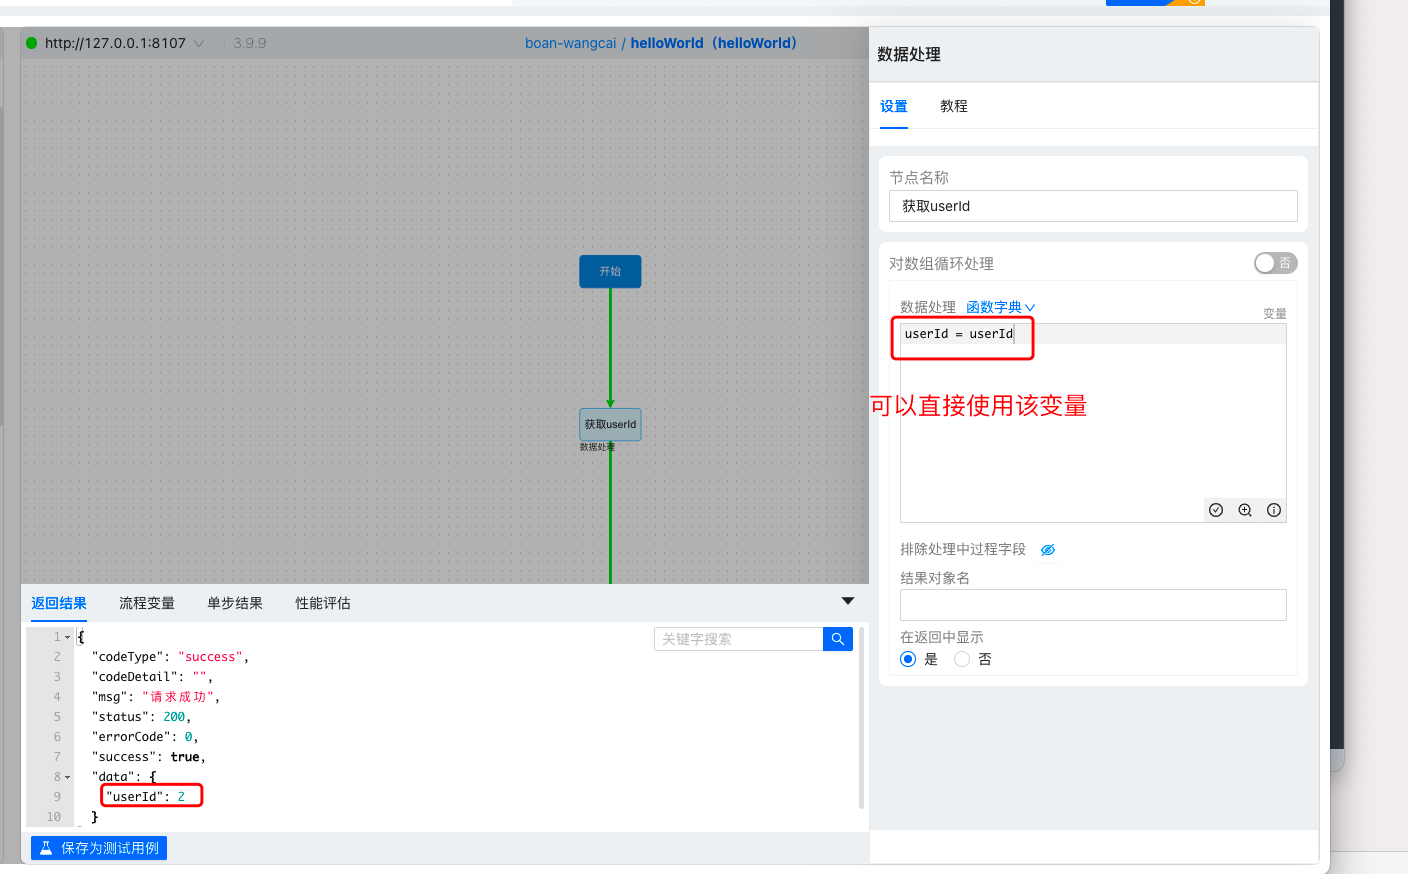 http://127.0.0.1:8107
3.9.9
boan-wangcai / helloWorld（helloWorld）
开始
获取userId
数据处理
数据处理
设置
教程
节点名称
获取userId
对数组循环处理
否
数据处理
函数字典
变量
userId = userId
可以直接使用该变量
排除处理中过程字段
结果对象名
在返回中显示
是
否
返回结果
流程变量
单步结果
性能评估
关键字搜索
1 {
2 "codeType": "success",
3 "codeDetail": "",
4 "msg": "请求成功",
5 "status": 200,
6 "errorCode": 0,
7 "success": true,
8 "data": {
9 "userId": 2
10 }
保存为测试用例